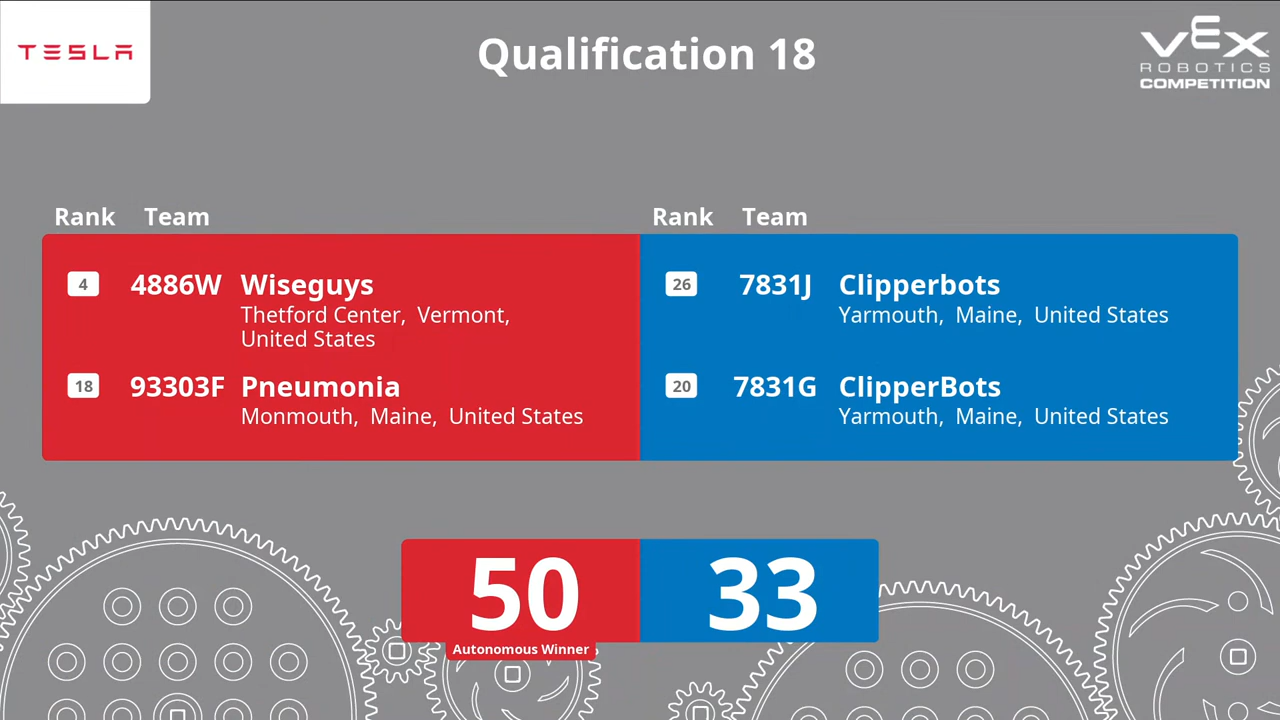 TESLA
Qualification 18
vEx
ROBOTICS
COMPETITION
Rank Team
Rank Team
4 4886W Wiseguys
Thetford Center, Vermont,
United States
18 93303F Pneumonia
Monmouth, Maine, United States
26 7831J Clipperbots
Yarmouth, Maine, United States
20 7831G ClipperBots
Yarmouth, Maine, United States
50
33
Autonomous Winner